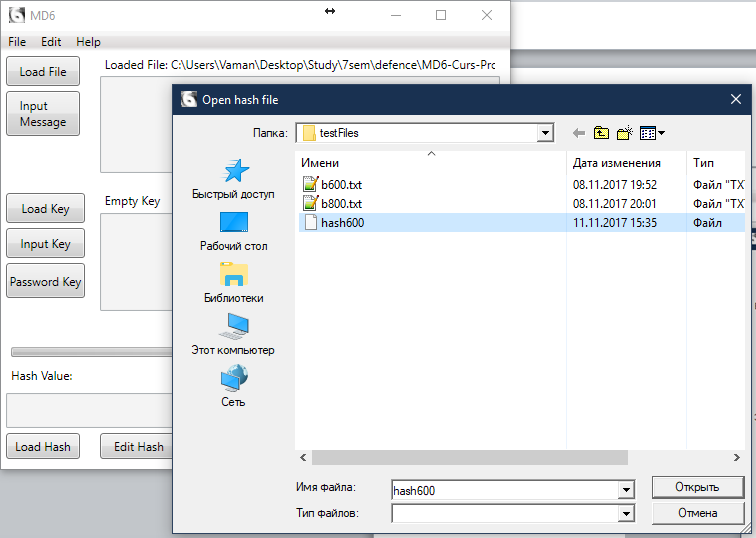 MD6
File Edit Help
Load File
Loaded File: C:\Users\Vaman\Desktop\Study\7sem\defence\MD6-Curs-Pro
Input
Message
Load Key
Empty Key
Input Key
Password Key
Hash Value:
Load Hash
Edit Hash
Open hash file
Папка:
testFiles
Быстрый доступ
Рабочий стол
Библиотеки
Этот компьютер
Сеть
Имени Дата изменения Тип
b600.txt 08.11.2017 19:52 Файл "TX
b800.txt 08.11.2017 20:01 Файл "TX
hash600 11.11.2017 15:35 Файл
Имя файла: hash600 Открыть
Тип файлов: Отмена